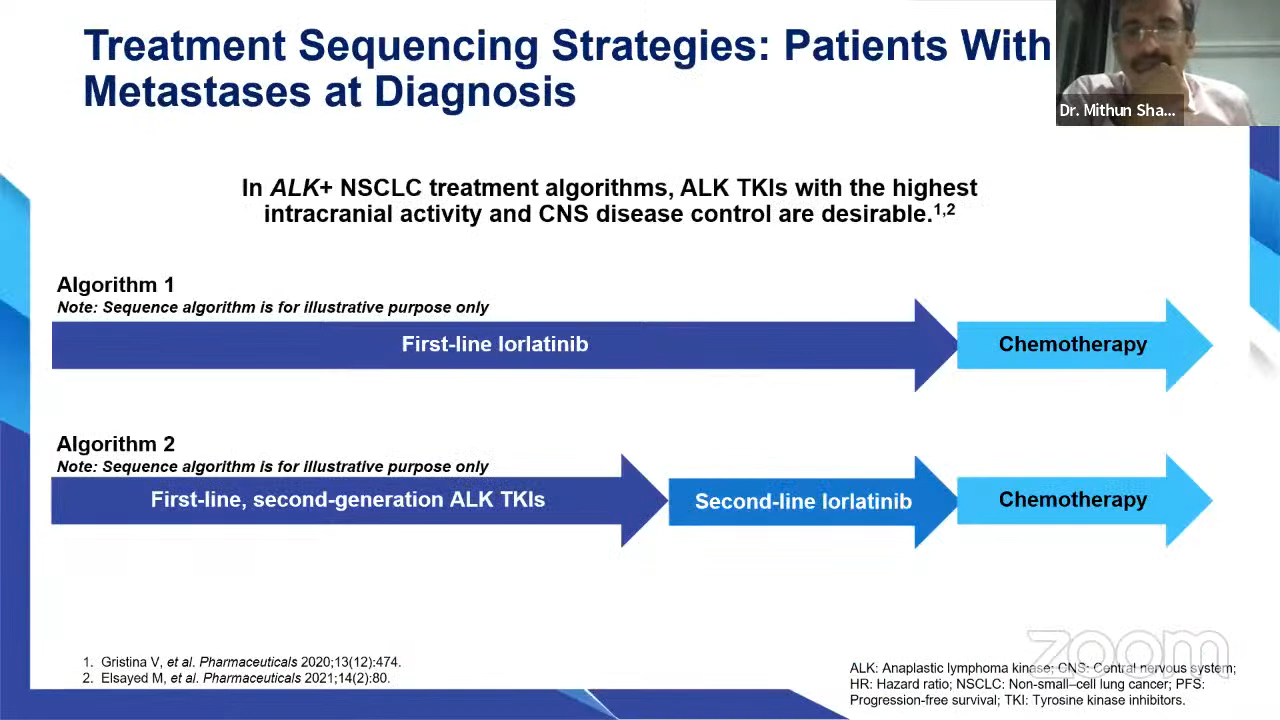 Treatment Sequencing Strategies: Patients With
Metastases at Diagnosis
Dr. Mithun Sha...
In ALK+ NSCLC treatment algorithms, ALK TKIs with the highest
intracranial activity and CNS disease control are desirable.1,2
Algorithm 1
Note: Sequence algorithm is for illustrative purpose only
First-line lorlatinib
Chemotherapy
Algorithm 2
Note: Sequence algorithm is for illustrative purpose only
First-line, second-generation ALK TKIs
Second-line lorlatinib
Chemotherapy
1. Gristina V, et al. Pharmaceuticals 2020;13(12):474.
2. Elsayed M, et al. Pharmaceuticals 2021;14(2):80.
zoom
ALK: Anaplastic lymphoma kinase; CNS: Central nervous system;
HR: Hazard ratio; NSCLC: Non-small–cell lung cancer; PFS:
Progression-free survival; TKI: Tyrosine kinase inhibitors.